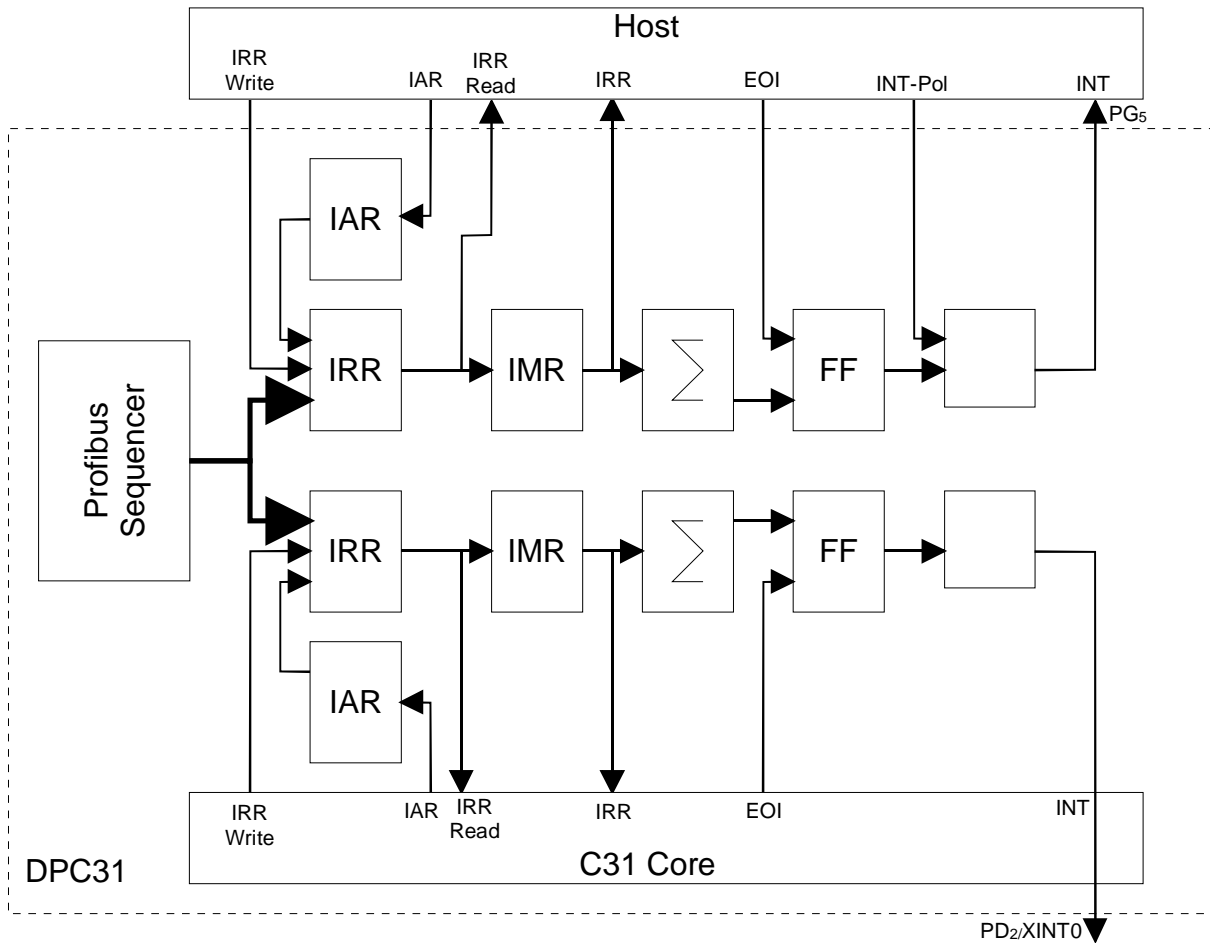 Host
IRR
Write
IAR
IRR
Read
IRR
EOI
INT-Pol
INT
PG5
IAR
IRR
IMR
∑
FF
Profibus
Sequencer
IRR
IMR
∑
FF
IAR
IRR
Write
IAR
IRR
Read
IRR
EOI
INT
C31 Core
DPC31
PD2/XINT0